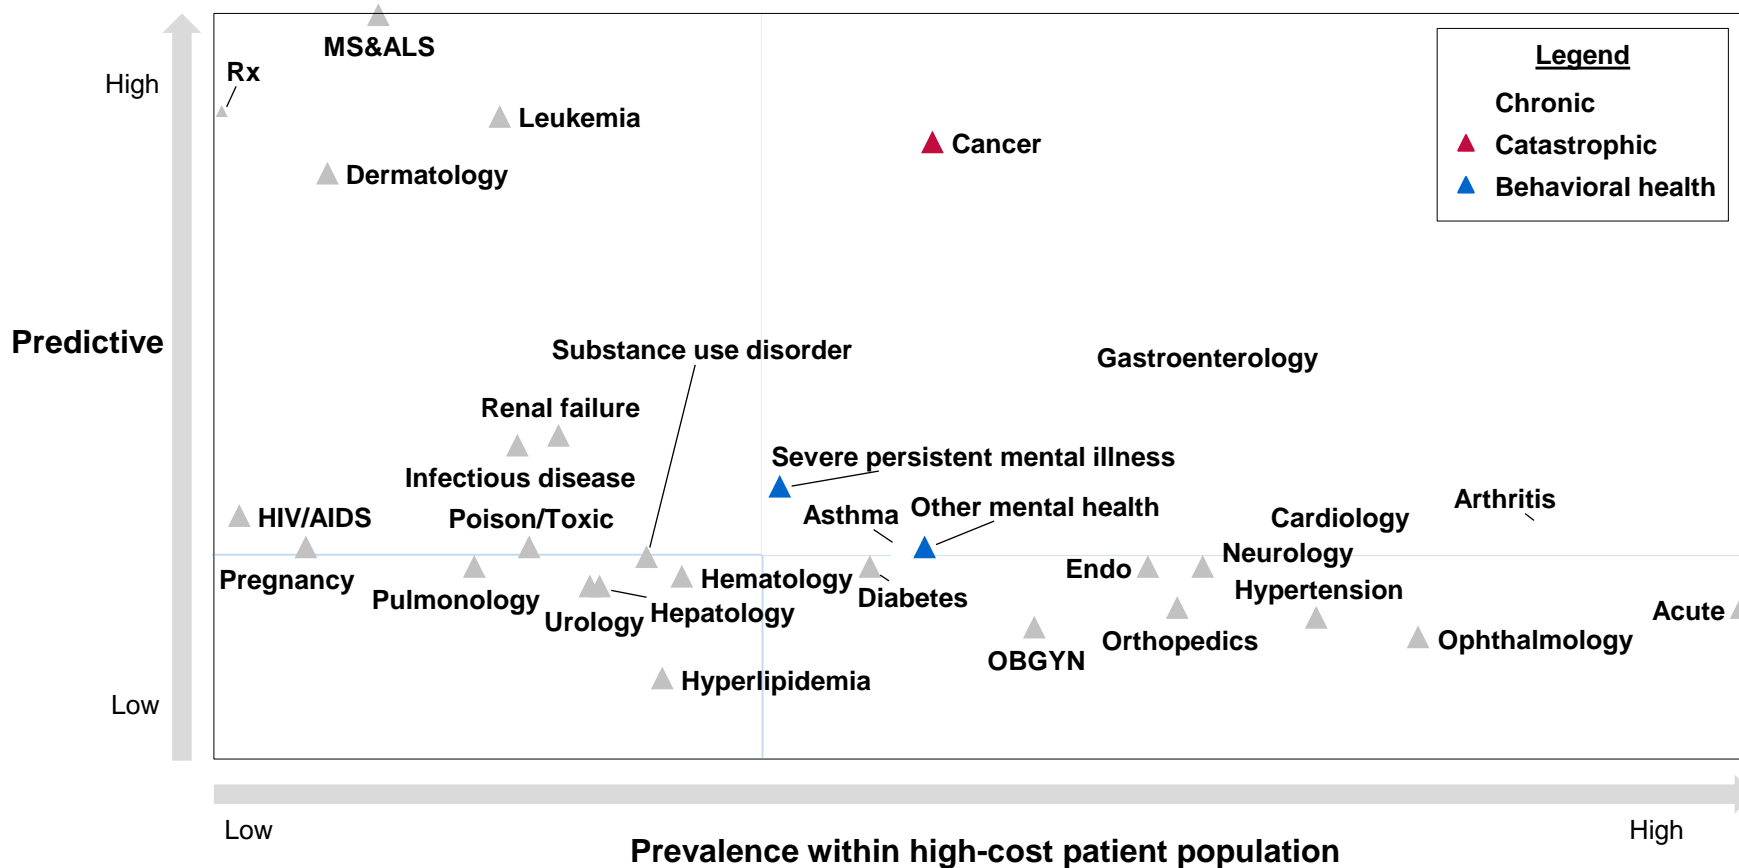 MS&ALS
Rx
High
Leukemia
Dermatology
Cancer
Legend
Chronic
Catastrophic
Behavioral health
Predictive
Substance use disorder
Gastroenterology
Renal failure
Infectious disease
Severe persistent mental illness
HIV/AIDS
Poison/Toxic
Asthma
Other mental health
Cardiology
Arthritis
Pregnancy
Pulmonology
Urology
Hepatology
Hematology
Diabetes
Endo
Neurology
Hypertension
Orthopedics
OBGYN
Ophthalmology
Acute
Hyperlipidemia
Low
Low
High
Prevalence within high-cost patient population